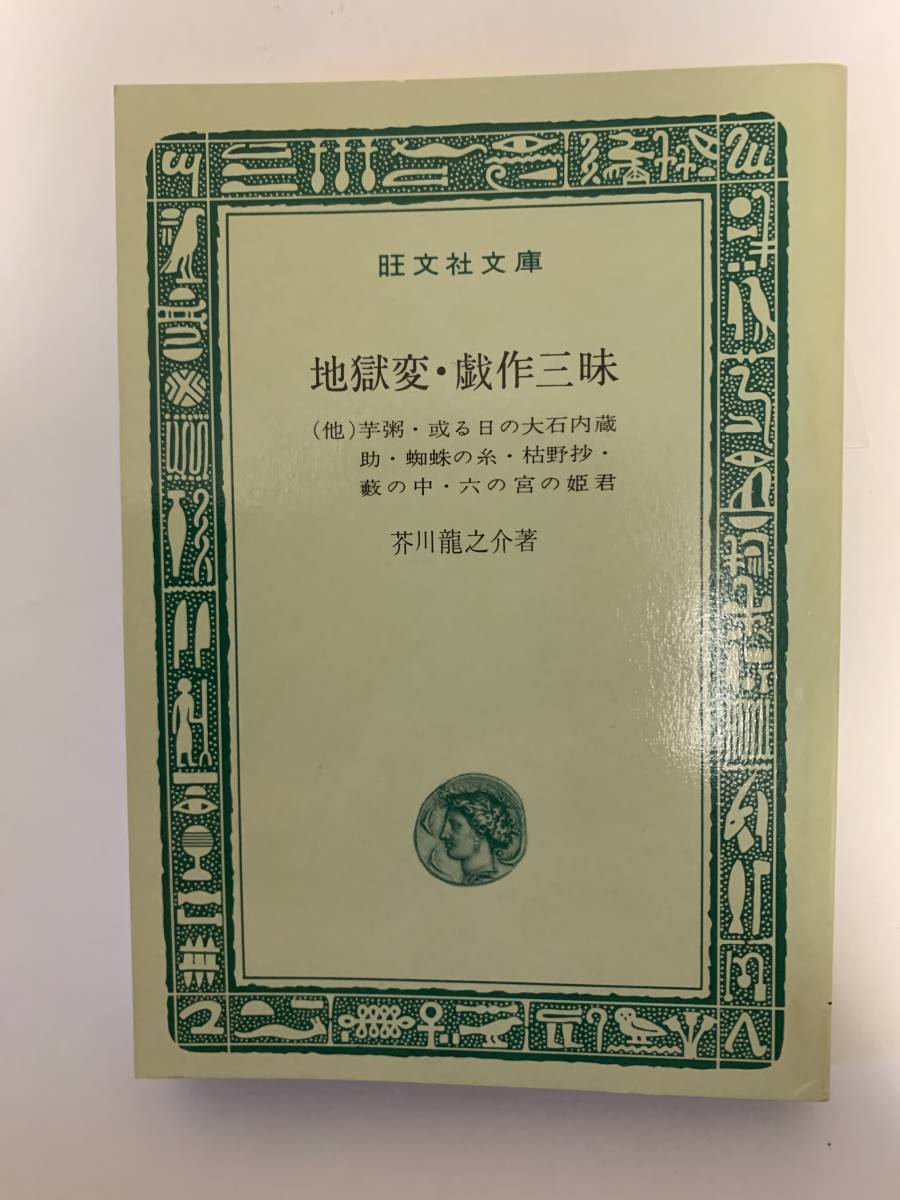 旺文社文庫
地獄変・戯作三昧
(他)芋粥・或る日の大石内蔵
助・蜘蛛の糸・枯野抄・
藪の中・六の宮の姫君
芥川龍之介著